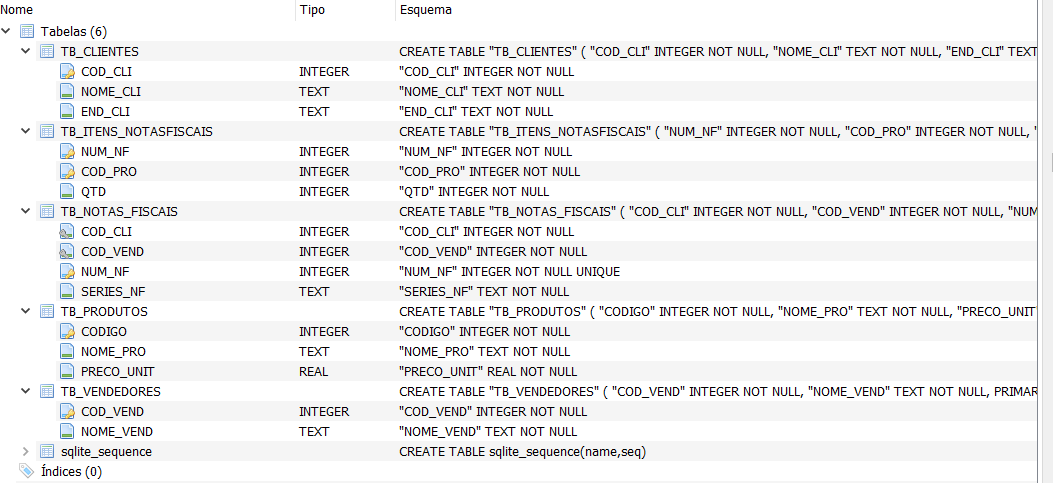 Nome Tipo Esquema
Tabelas (6)
TB_CLIENTES CREATE TABLE "TB_CLIENTES" ( "COD_CLI" INTEGER NOT NULL, "NOME_CLI" TEXT NOT NULL, "END_CLI" TEXT
COD_CLI INTEGER "COD_CLI" INTEGER NOT NULL
NOME_CLI TEXT "NOME_CLI" TEXT NOT NULL
END_CLI TEXT "END_CLI" TEXT NOT NULL
TB_ITENS_NOTASFISCAIS CREATE TABLE "TB_ITENS_NOTASFISCAIS" ( "NUM_NF" INTEGER NOT NULL, "COD_PRO" INTEGER NOT NULL, "
NUM_NF INTEGER "NUM_NF" INTEGER NOT NULL
COD_PRO INTEGER "COD_PRO" INTEGER NOT NULL
QTD INTEGER "QTD" INTEGER NOT NULL
TB_NOTAS_FISCAIS CREATE TABLE "TB_NOTAS_FISCAIS" ( "COD_CLI" INTEGER NOT NULL, "COD_VEND" INTEGER NOT NULL, "NUM
COD_CLI INTEGER "COD_CLI" INTEGER NOT NULL
COD_VEND INTEGER "COD_VEND" INTEGER NOT NULL
NUM_NF INTEGER "NUM_NF" INTEGER NOT NULL UNIQUE
SERIES_NF TEXT "SERIES_NF" TEXT NOT NULL
TB_PRODUTOS CREATE TABLE "TB_PRODUTOS" ( "CODIGO" INTEGER NOT NULL, "NOME_PRO" TEXT NOT NULL, "PRECO_UNIT"
CODIGO INTEGER "CODIGO" INTEGER NOT NULL
NOME_PRO TEXT "NOME_PRO" TEXT NOT NULL
PRECO_UNIT REAL "PRECO_UNIT" REAL NOT NULL
TB_VENDEDORES CREATE TABLE "TB_VENDEDORES" ( "COD_VEND" INTEGER NOT NULL, "NOME_VEND" TEXT NOT NULL, PRIMAR
COD_VEND INTEGER "COD_VEND" INTEGER NOT NULL
NOME_VEND TEXT "NOME_VEND" TEXT NOT NULL
sqlite_sequence CREATE TABLE sqlite_sequence(name,seq)
Índices (0)